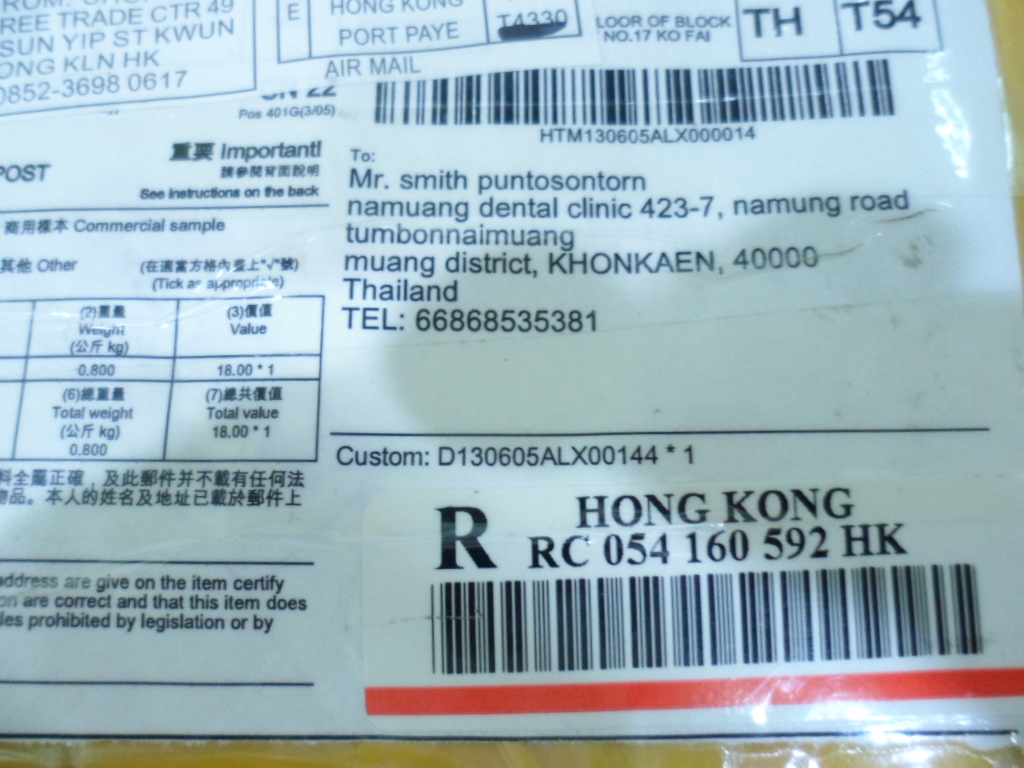 REE TRADE CTR 49
SUN YIP ST KWUN
ONG KLN HK
0852-3698 0617
E
HONG KONG
PORT PAYE
T4330
AIR MAIL
LOOR OF BLOCK
NO.17 KO FAI
TH
T54
CN 22
Pos 401G(3/05)
HTM130605ALX000014
POST
重要 Important!
請參閱背面說明
See instructions on the back
商用樣本 Commercial sample
其他 Other
(在適當方格內畫上"√"號)
(Tick as appropriate)
(2)重量
Weight
(公斤 kg)
(3)價值
Value
0.800
18.00 * 1
(6)總重量
Total weight
(公斤 kg)
0.800
(7)總共價值
Total value
18.00 * 1
料全屬正確，及此郵件并不載有任何法
物品。本人的姓名及地址已載於郵件上
address are give on the item certify
on are correct and that this item does
les prohibited by legislation or by
To:
Mr. smith puntosontorn
namuang dental clinic 423-7, namung road
tumbonnaimuang
muang district, KHONKAEN, 40000
Thailand
TEL: 66868535381
Custom: D130605ALX00144 * 1
R
HONG KONG
RC 054 160 592 HK